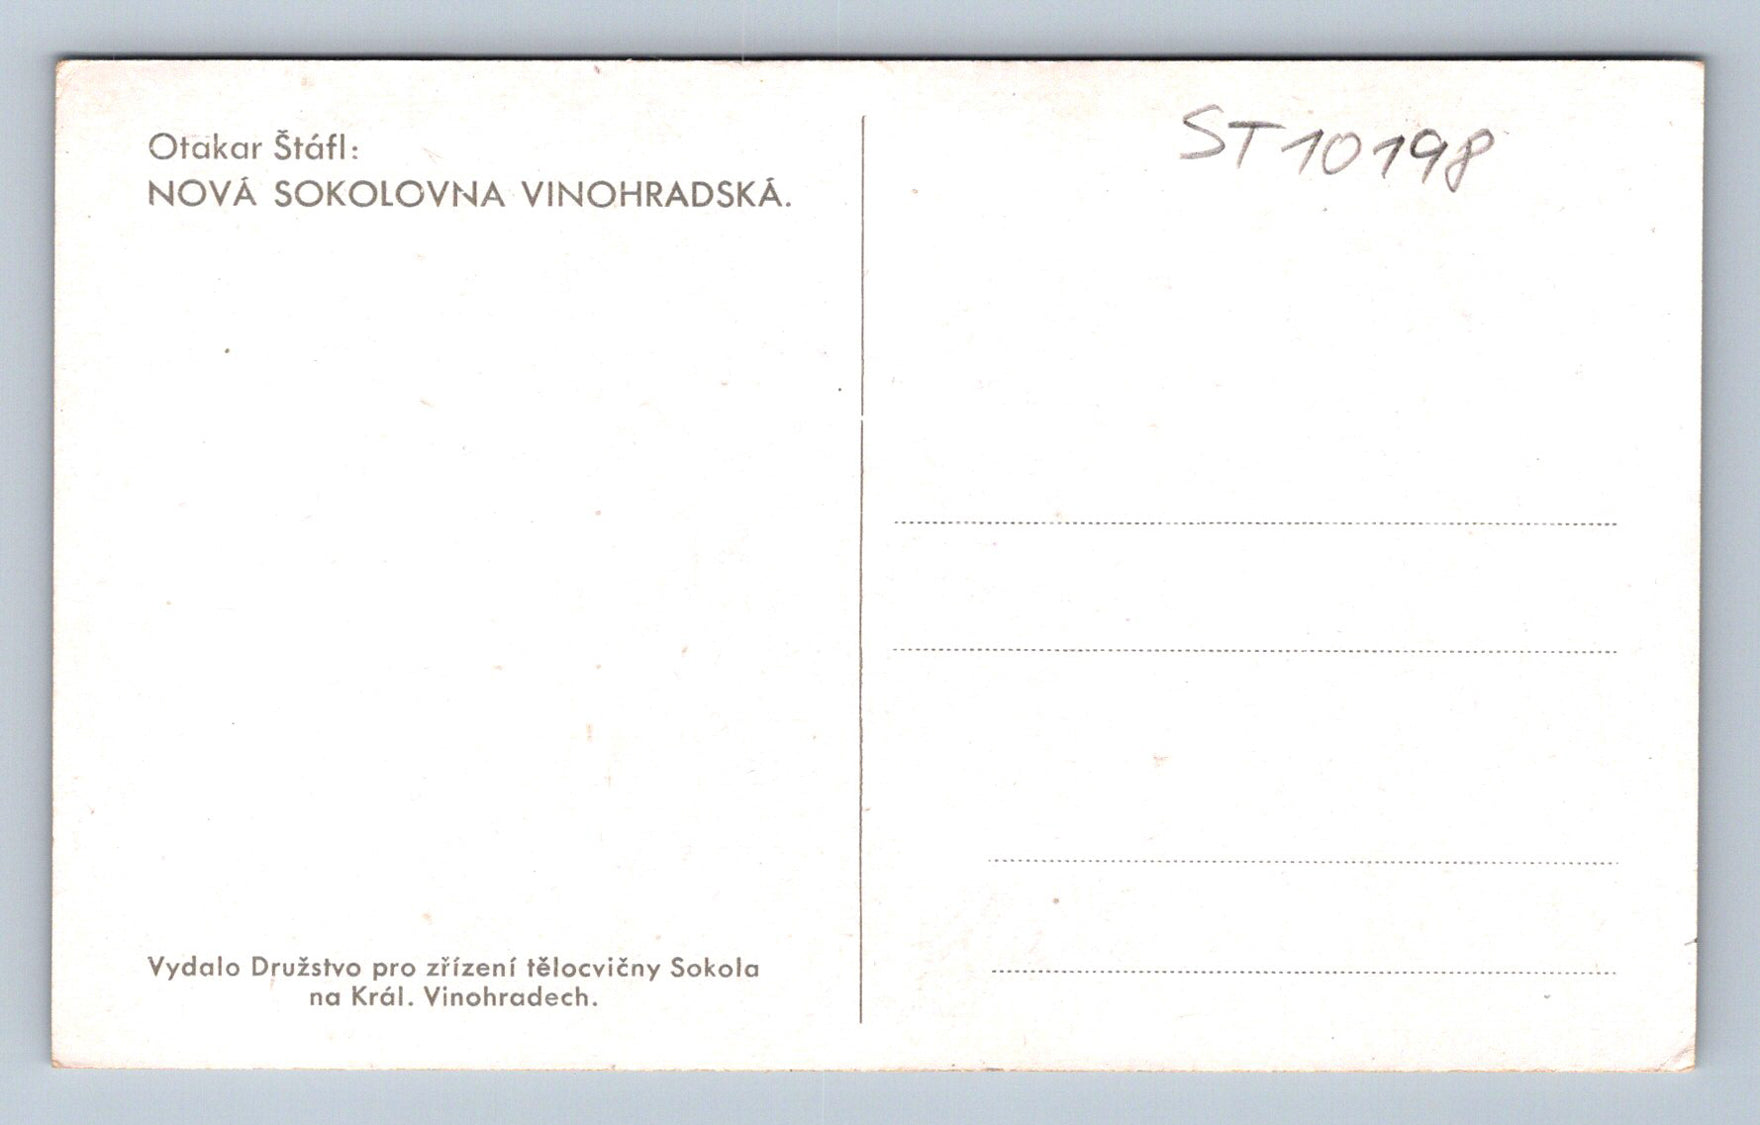 Otakar Štáfl:
NOVÁ SOKOLOVNA VINOHRADSKÁ.
ST10198
Vydalo Družstvo pro zřízení tělocvičny Sokola
na Král. Vinohradech.